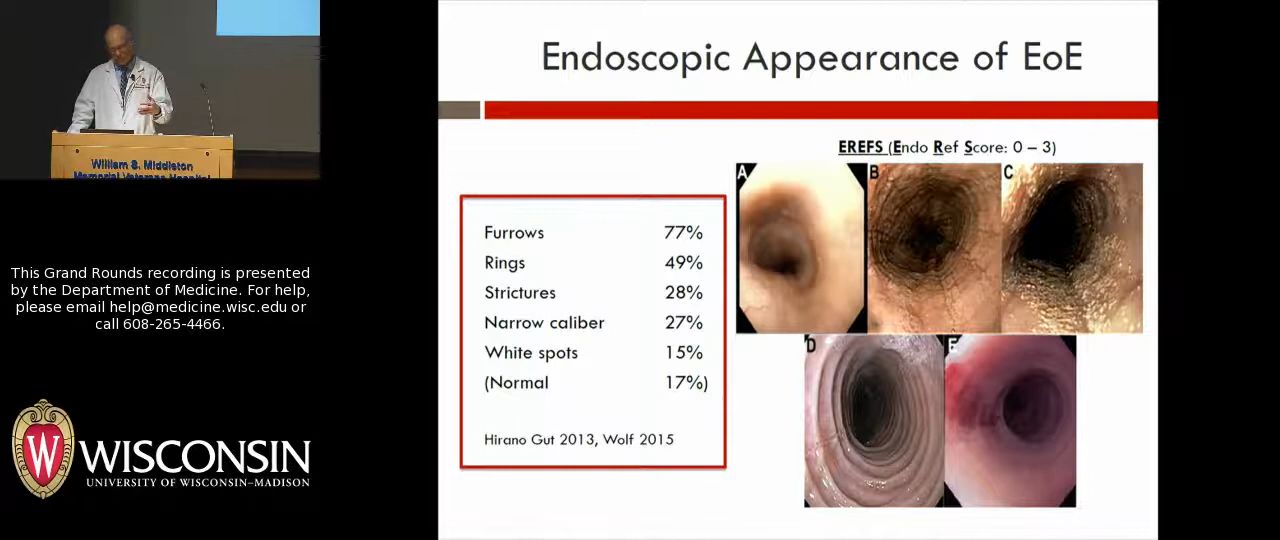 William S. Middleton
Memorial Veterans Hospital
This Grand Rounds recording is presented
by the Department of Medicine. For help,
please email help@medicine.wisc.edu or
call 608-265-4466.
W
WISCONSIN
UNIVERSITY OF WISCONSIN–MADISON
Endoscopic Appearance of EoE
EREFS (Endo Ref Score: 0 – 3)
A B C
D E
Furrows 77%
Rings 49%
Strictures 28%
Narrow caliber 27%
White spots 15%
(Normal 17%)
Hirano Gut 2013, Wolf 2015